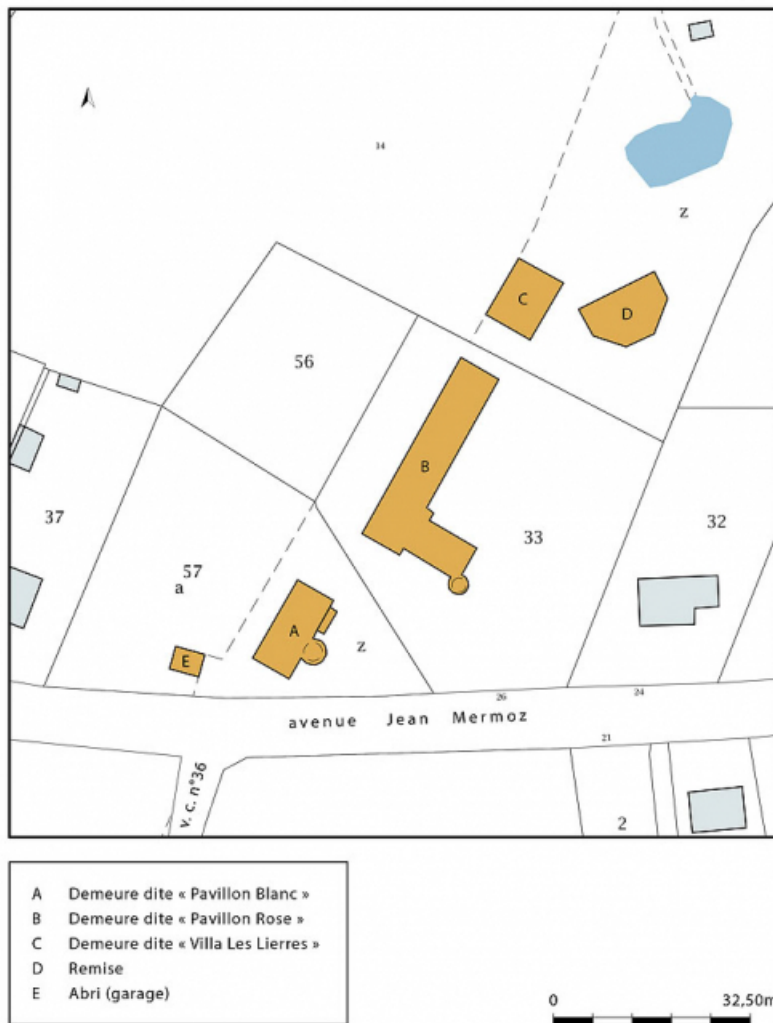 14
z
C
D
56
B
37
33
32
57
a
A
z
E
26
24
avenue Jean Mermoz
21
v. c. n°36
2
A Demeure dite « Pavillon Blanc »
B Demeure dite « Pavillon Rose »
C Demeure dite « Villa Les Lierres »
D Remise
E Abri (garage)
0 32,50m